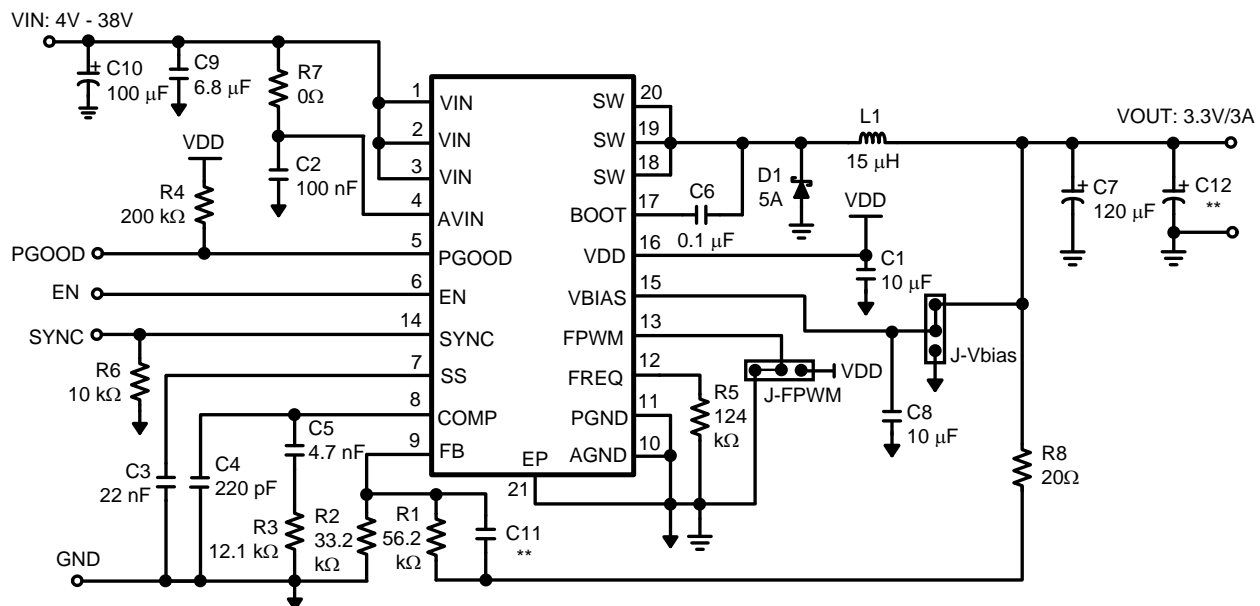 VIN: 4V - 38V
+
C10
100 µF
C9
6.8 µF
R7
0Ω
C2
100 nF
VDD
R4
200 kΩ
PGOOD
EN
SYNC
R6
10 kΩ
C3
22 nF
C4
220 pF
C5
4.7 nF
R3
12.1 kΩ
R2
33.2
kΩ
R1
56.2
kΩ
C11
**
GND
1
VIN
2
VIN
3
VIN
4
AVIN
5
PGOOD
6
EN
14
SYNC
7
SS
8
COMP
9
FB
EP
21
20
SW
19
SW
18
SW
17
BOOT
16
VDD
15
VBIAS
13
FPWM
12
FREQ
11
PGND
10
AGND
C6
0.1 µF
D1
5A
L1
15 µH
VOUT: 3.3V/3A
+
C7
120 µF
+
C12
**
VDD
C1
10 µF
J-Vbias
VDD
J-FPWM
R5
124
kΩ
C8
10 µF
R8
20Ω